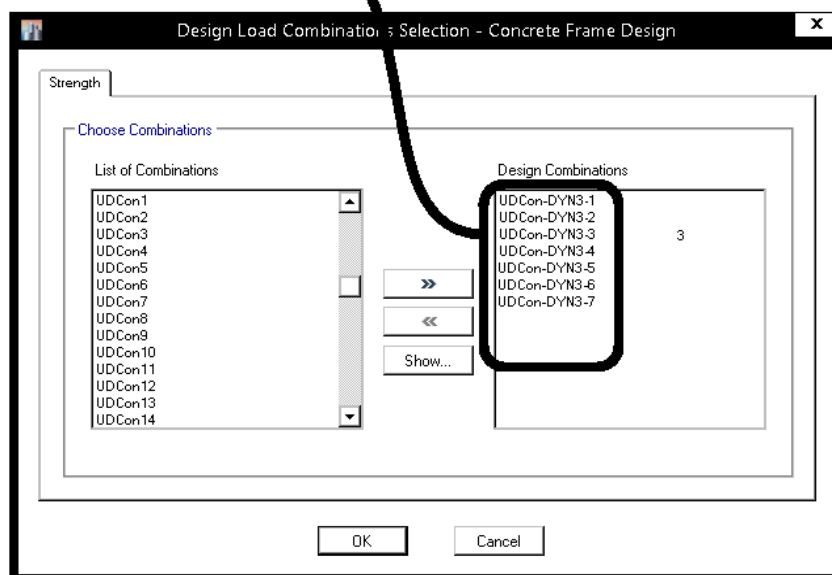 Design Load Combinations Selection - Concrete Frame Design
X
Strength
Choose Combinations
List of Combinations
UDCon1
UDCon2
UDCon3
UDCon4
UDCon5
UDCon6
UDCon7
UDCon8
UDCon9
UDCon10
UDCon11
UDCon12
UDCon13
UDCon14
>>
<<
Show...
Design Combinations
UDCon-DYN3-1
UDCon-DYN3-2
UDCon-DYN3-3
UDCon-DYN3-4
UDCon-DYN3-5
UDCon-DYN3-6
UDCon-DYN3-7
3
OK
Cancel